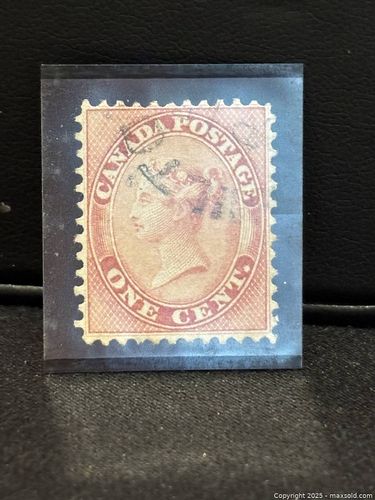 CANADA POSTAGE
ONE CENT.
Copyright © 2025 - maxsold.com